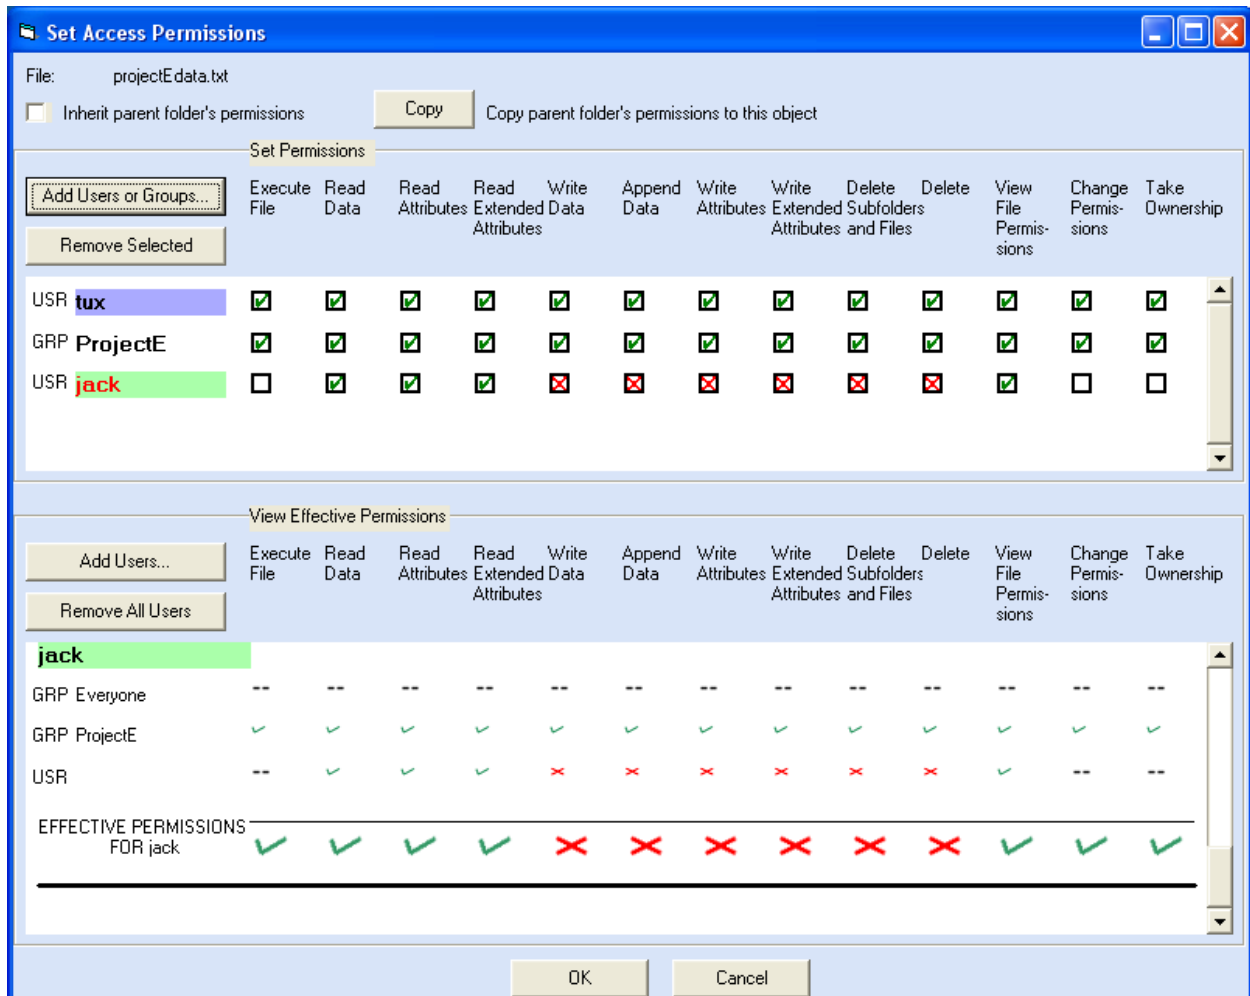 Set Access Permissions
File: projectEdata.txt
Inherit parent folder's permissions Copy Copy parent folder's permissions to this object
Set Permissions
Add Users or Groups...
Remove Selected
Execute File
Read Data
Read Attributes
Read Extended Attributes
Write Data
Append Data
Write Attributes
Write Extended Attributes
Delete Subfolders and Files
Delete
View File Permis-sions
Change Permis-sions
Take Ownership
USR tux
GRP ProjectE
USR jack
View Effective Permissions
Add Users...
Remove All Users
Execute File
Read Data
Read Attributes
Read Extended Attributes
Write Data
Append Data
Write Attributes
Write Extended Attributes
Delete Subfolders and Files
Delete
View File Permis-sions
Change Permis-sions
Take Ownership
jack
GRP Everyone -- -- -- -- -- -- -- -- -- -- -- -- --
GRP ProjectE
USR -- -- --
EFFECTIVE PERMISSIONS
FOR jack
OK Cancel